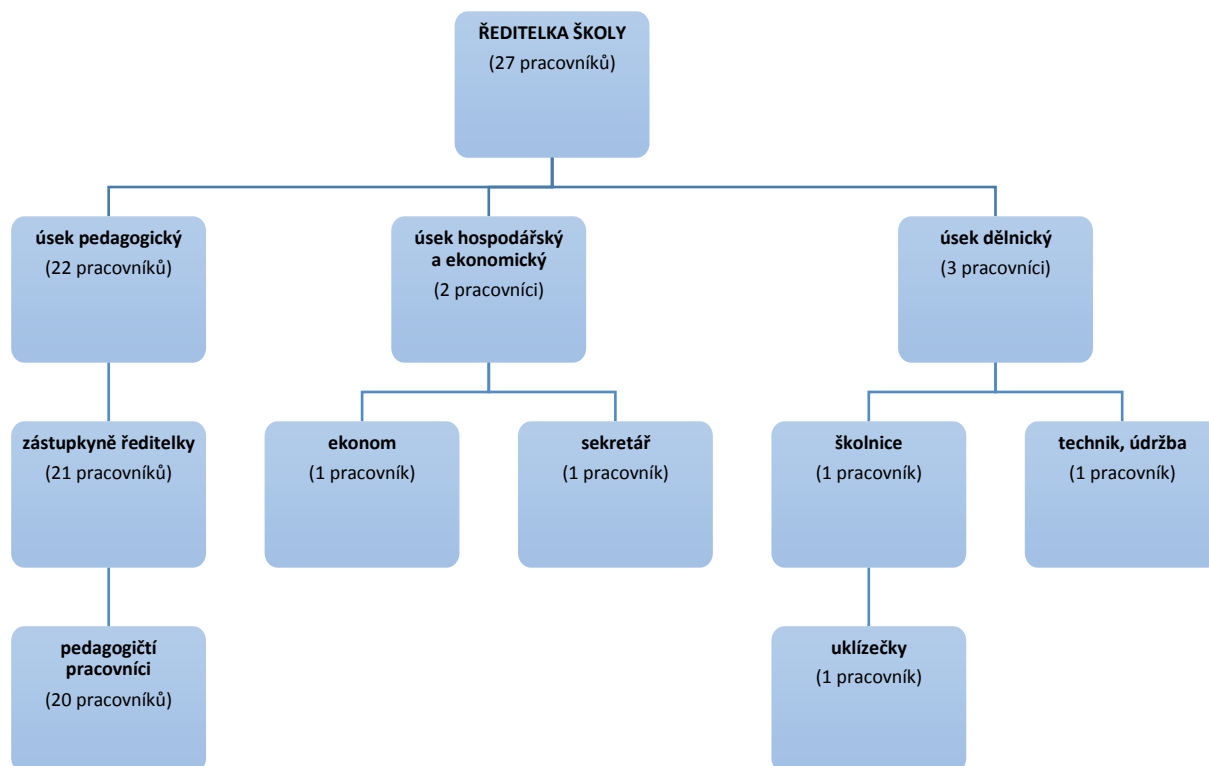 ŘEDITELKA ŠKOLY
(27 pracovníků)
úsek pedagogický
(22 pracovníků)
úsek hospodářský
a ekonomický
(2 pracovníci)
úsek dělnický
(3 pracovníci)
zástupkyně ředitelky
(21 pracovníků)
ekonom
(1 pracovník)
sekretář
(1 pracovník)
školnice
(1 pracovník)
technik, údržba
(1 pracovník)
pedagogičtí
pracovníci
(20 pracovníků)
uklízečky
(1 pracovník)